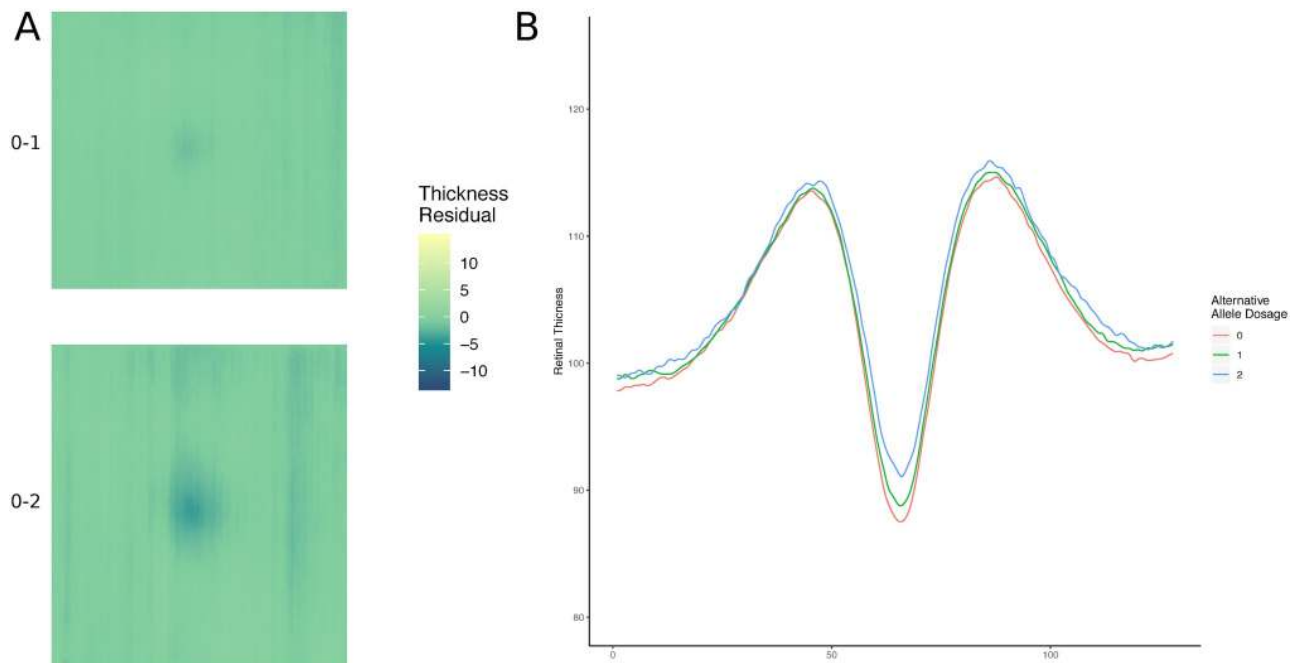 A
0-1
0-2
Thickness
Residual
10
5
0
−5
−10
B
Retinal Thicness
120
110
100
90
80
0
50
100
Alternative
Allele Dosage
0
1
2